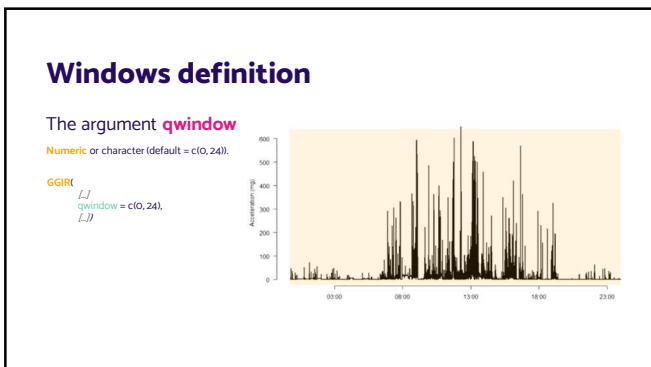 Windows definition
The argument qwindow
Numeric or character (default = c(0, 24)).
GGIR(
[...]
qwindow = c(0, 24),
[...])
Acceleration (mg)
600
500
400
300
200
100
0
03:00 08:00 13:00 18:00 23:00